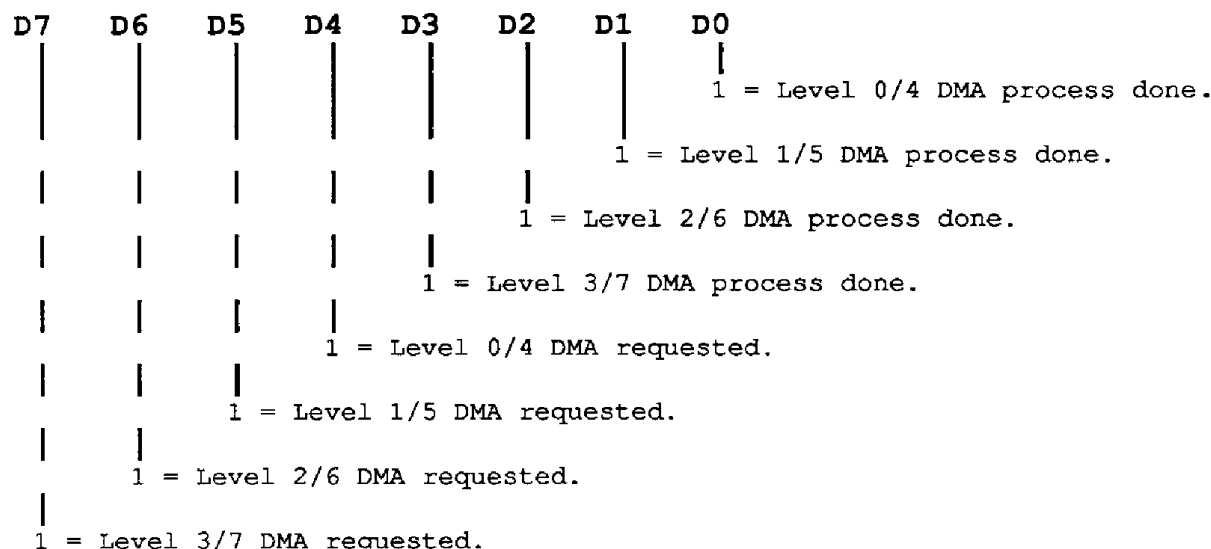 D7 D6 D5 D4 D3 D2 D1 D0
1 = Level 0/4 DMA process done.
1 = Level 1/5 DMA process done.
1 = Level 2/6 DMA process done.
1 = Level 3/7 DMA process done.
1 = Level 0/4 DMA requested.
1 = Level 1/5 DMA requested.
1 = Level 2/6 DMA requested.
1 = Level 3/7 DMA requested.